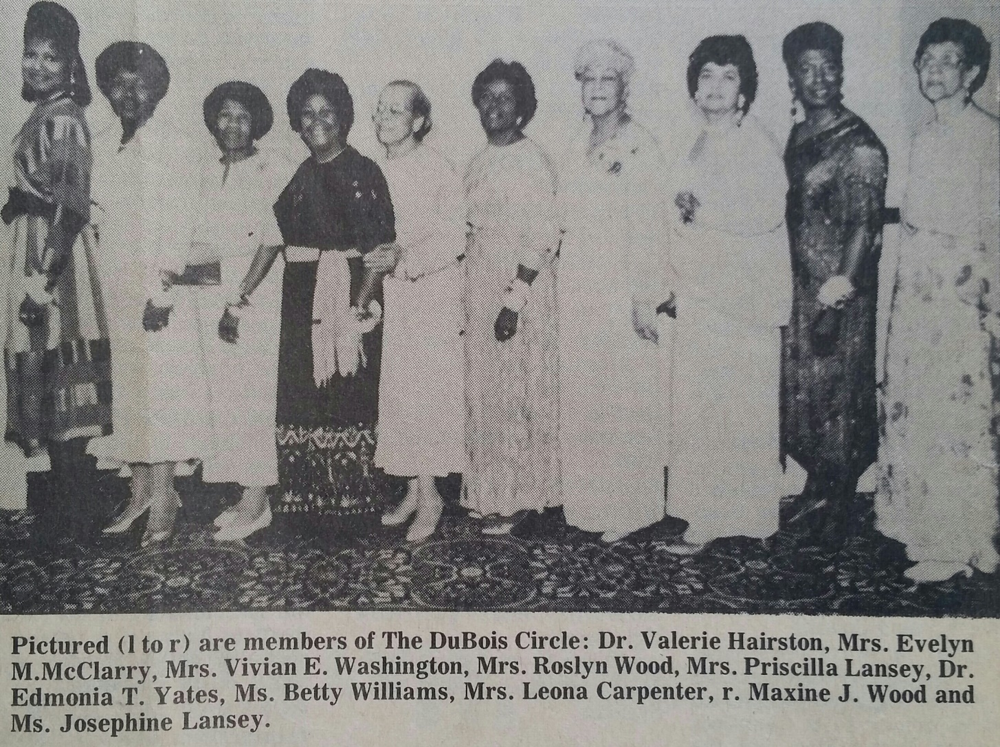 Pictured (l to r) are members of The DuBois Circle: Dr. Valerie Hairston, Mrs. Evelyn
M.McClarry, Mrs. Vivian E. Washington, Mrs. Roslyn Wood, Mrs. Priscilla Lansey, Dr.
Edmonia T. Yates, Ms. Betty Williams, Mrs. Leona Carpenter, r. Maxine J. Wood and
Ms. Josephine Lansey.